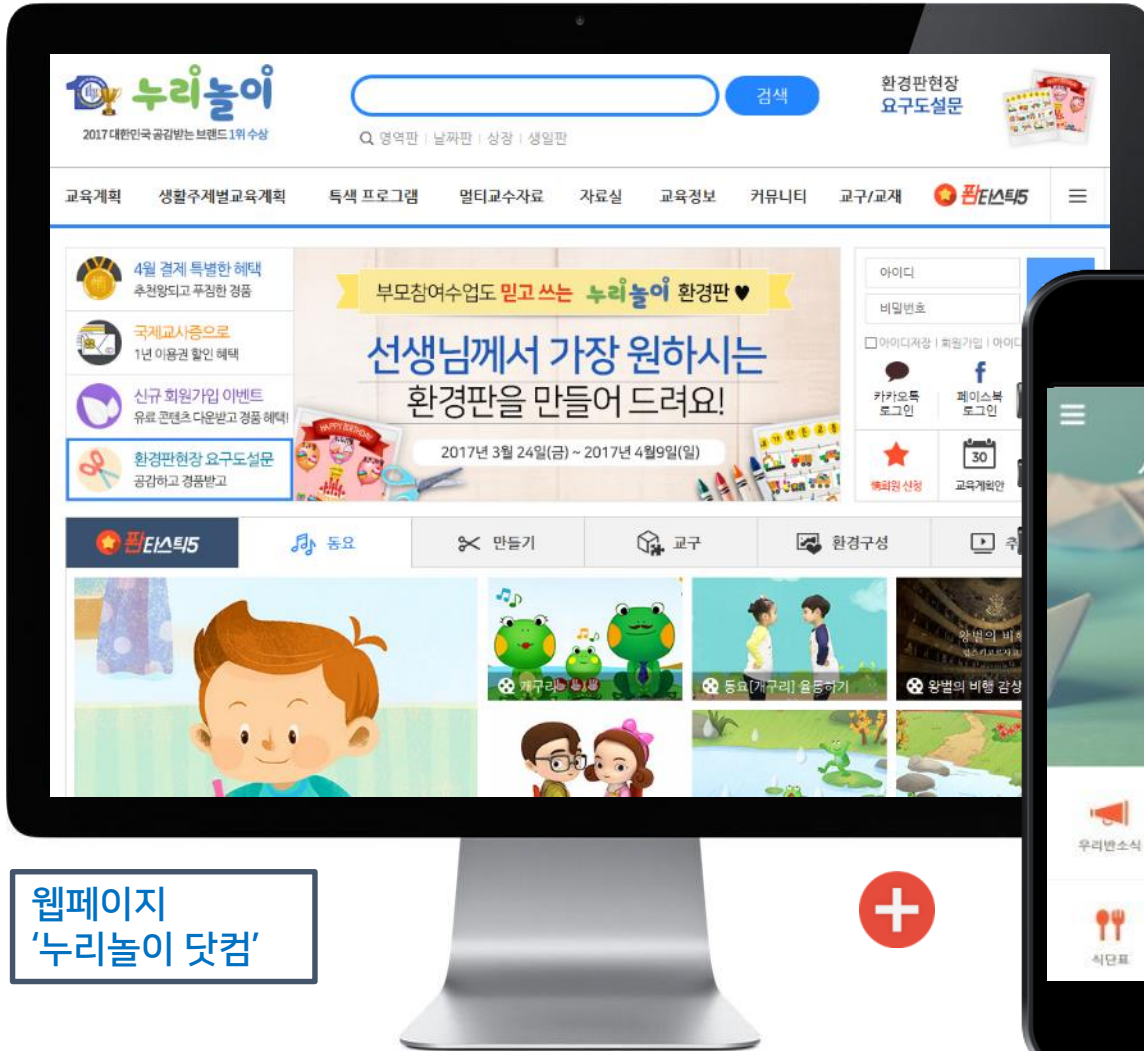 누리놀이
2017 대한민국 공감받는 브랜드 1위 수상
검색
영역판 | 날짜판 | 상장 | 생일판
환경판현장
요구도설문
교육계획 생활주제별교육계획 특색 프로그램 멀티교수자료 자료실 교육정보 커뮤니티 교구/교재 판타스틱5
4월 결제 특별한 혜택
추천왕되고 푸짐한 경품
국제교사증으로
1년 이용권 할인 혜택
신규 회원가입 이벤트
유료 콘텐츠 다운받고 경품 혜택!
환경판현장 요구도설문
공감하고 경품받고
부모참여수업도 믿고 쓰는 누리놀이 환경판 ♥
선생님께서 가장 원하시는
환경판을 만들어 드려요!
2017년 3월 24일(금) ~ 2017년 4월9일(일)
HAPPY BIRTHDAY
아이디
비밀번호
아이디저장 | 회원가입 | 아이디
카카오톡
로그인
페이스북
로그인
30
회원 신청
교육계획안
판타스틱5
동요
만들기
교구
환경구성
추
왕벌의 비행
개구리
동요[개구리] 율동하기
왕벌의 비행 감상
우리반소식
식단표
웹페이지
‘누리놀이 닷컴’